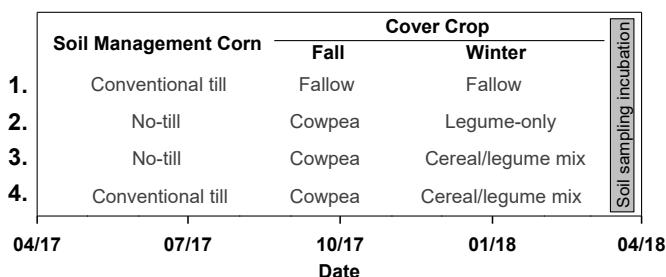 Cover Crop
Soil Management Corn
Fall Winter
1. Conventional till Fallow Fallow
2. No-till Cowpea Legume-only
3. No-till Cowpea Cereal/legume mix
4. Conventional till Cowpea Cereal/legume mix
Soil sampling incubation
04/17 07/17 10/17 01/18 04/18
Date